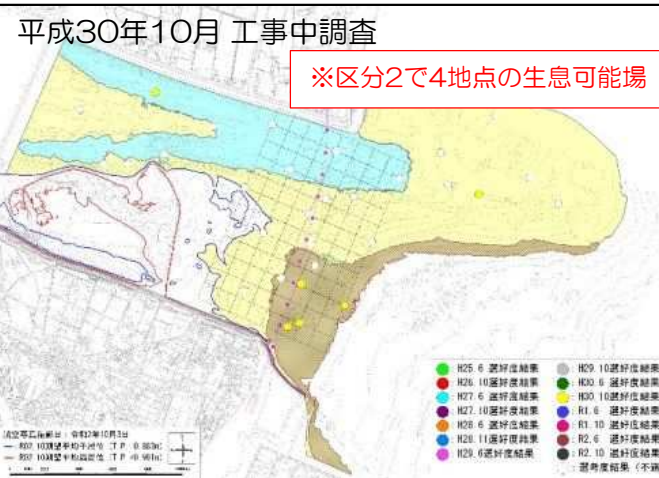 平成30年10月 工事中調査
※区分2で4地点の生息可能場
H25.6 選好度結果
H26.10選好度結果
H27.6 選好度結果
H27.10選好度結果
H28.6 選好度結果
H28.11選好度結果
H29.6選好度結果
H29.10選好度結果
H30.6 選好度結果
H30.10選好度結果
R1.6 選好度結果
R1.10 選好度結果
R2.6 選好度結果
R2.10 選好度結果
選考度結果